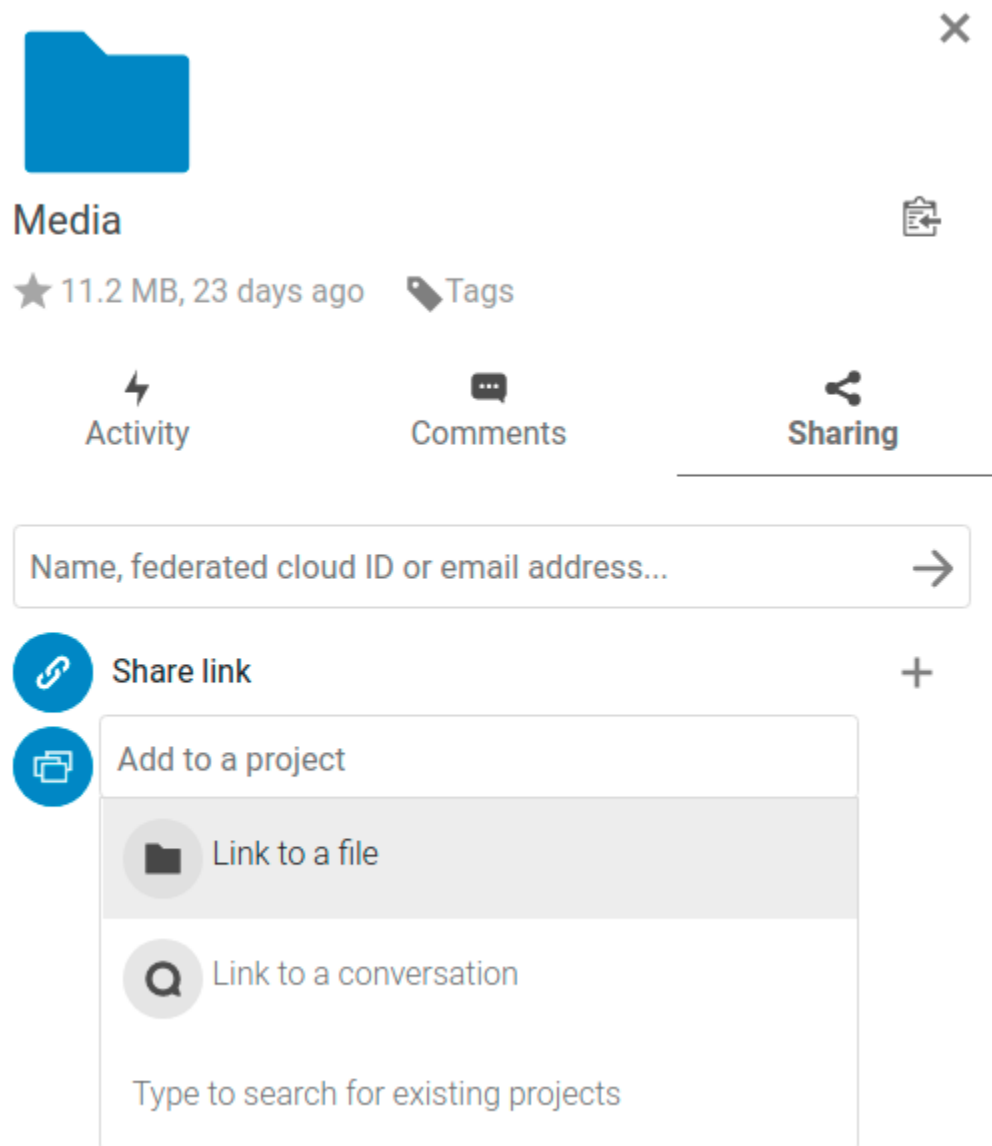 Media
11.2 MB, 23 days ago Tags
Activity Comments Sharing
Name, federated cloud ID or email address...
Share link
Add to a project
Link to a file
Link to a conversation
Type to search for existing projects